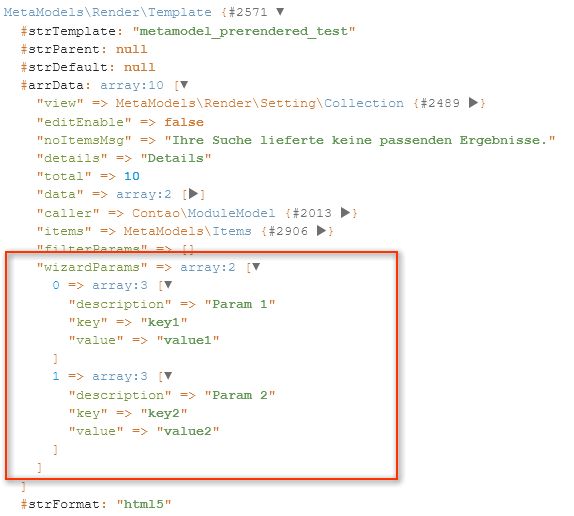 MetaModels\Render\Template {#2571 ▼
#strTemplate: "metamodel_prerendered_test"
#strParent: null
#strDefault: null
#arrData: array:10 [▼
"view" => MetaModels\Render\Setting\Collection {#2489 ▶}
"editEnable" => false
"noItemsMsg" => "Ihre Suche lieferte keine passenden Ergebnisse."
"details" => "Details"
"total" => 10
"data" => array:2 [▶]
"caller" => Contao\ModuleModel {#2013 ▶}
"items" => MetaModels\Items {#2906 ▶}
"filterParams" => []
"wizardParams" => array:2 [▼
0 => array:3 [▼
"description" => "Param 1"
"key" => "key1"
"value" => "value1"
]
1 => array:3 [▼
"description" => "Param 2"
"key" => "key2"
"value" => "value2"
]
]
]
#strFormat: "html5"